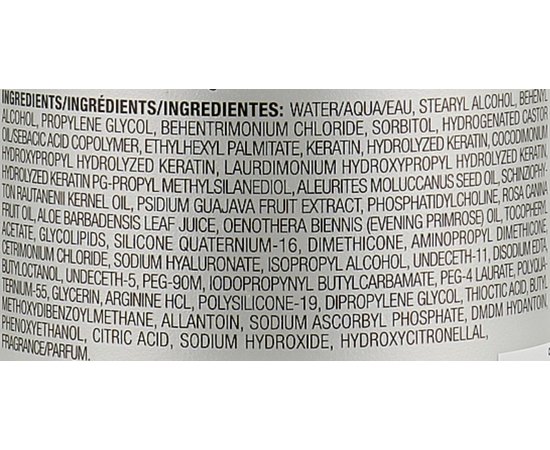 INGREDIENTS/INGRÉDIENTS/INGREDIENTES: WATER/AQUA/EAU, STEARYL ALCOHOL, BEHENYL
ALCOHOL, PROPYLENE GLYCOL, BEHENTRIMONIUM CHLORIDE, SORBITOL, HYDROGENATED CASTOR
OIL/SEBACIC ACID COPOLYMER, ETHYLHEXYL PALMITATE, KERATIN, HYDROLYZED KERATIN, COCODIMONIUM
HYDROXYPROPYL HYDROLYZED KERATIN, LAURDIMONIUM HYDROXYPROPYL HYDROLYZED KERATIN,
HYDROLYZED KERATIN PG-PROPYL METHYLSILANEDIOL, ALEURITES MOLUCCANUS SEED OIL, SCHINZIOPHY-
TON RAUTANENII KERNEL OIL, PSIDIUM GUAJAVA FRUIT EXTRACT, PHOSPHATIDYLCHOLINE, ROSA CANINA
FRUIT OIL, ALOE BARBADENSIS LEAF JUICE, OENOTHERA BIENNIS (EVENING PRIMROSE) OIL, TOCOPHERYL
ACETATE, GLYCOLIPIDS, SILICONE QUATERNIUM-16, DIMETHICONE, AMINOPROPYL DIMETHICONE,
CETRIMONIUM CHLORIDE, SODIUM HYALURONATE, ISOPROPYL ALCOHOL, UNDECETH-11, DISODIUM EDTA,
BUTYLOCTANOL, UNDECETH-5, PEG-90M, IODOPROPYNYL BUTYLCARBAMATE, PEG-4 LAURATE, POLYQUA-
TERNIUM-55, GLYCERIN, ARGININE HCL, POLYSILICONE-19, DIPROPYLENE GLYCOL, THIOCTIC ACID, BUTYL
METHOXYDIBENZOYLMETHANE, ALLANTOIN, SODIUM ASCORBYL PHOSPHATE, DMDM HYDANTOIN,
PHENOXYETHANOL, CITRIC ACID, SODIUM HYDROXIDE, HYDROXYCITRONELLAL,
FRAGRANCE/PARFUM.